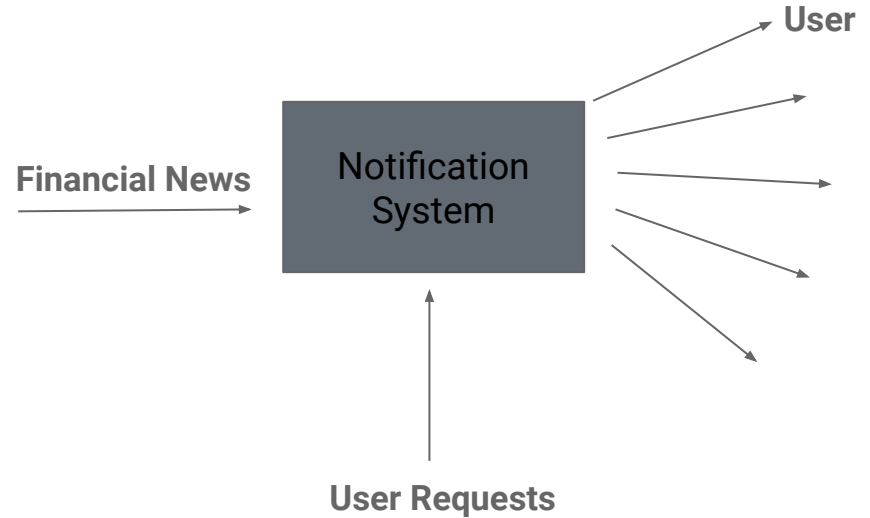 User
Financial News
Notification
System
User Requests